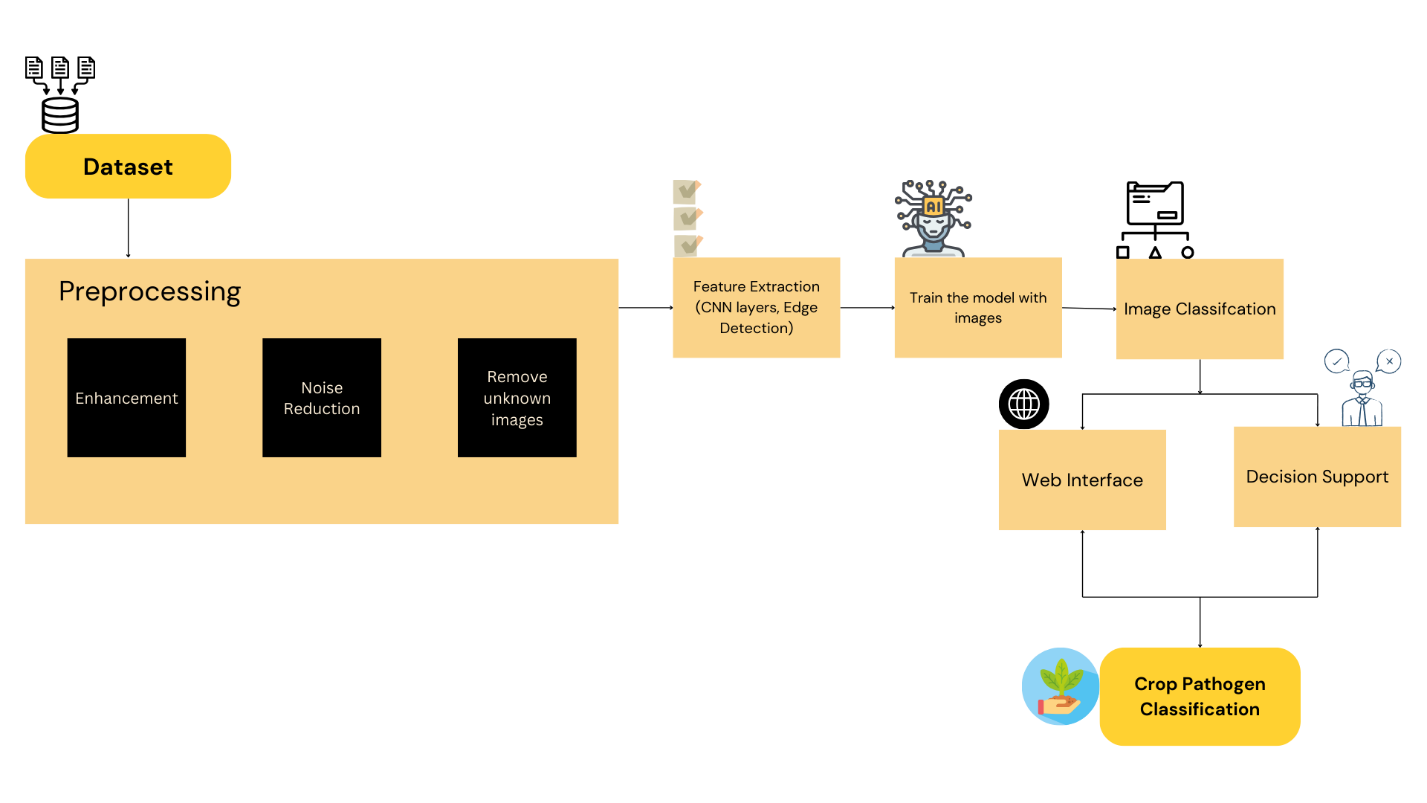 Dataset
Preprocessing
Enhancement
Noise
Reduction
Remove
unknown
images
Feature Extraction
(CNN layers, Edge
Detection)
AI
Train the model with
images
Image Classifcation
Web Interface
Decision Support
Crop Pathogen
Classification